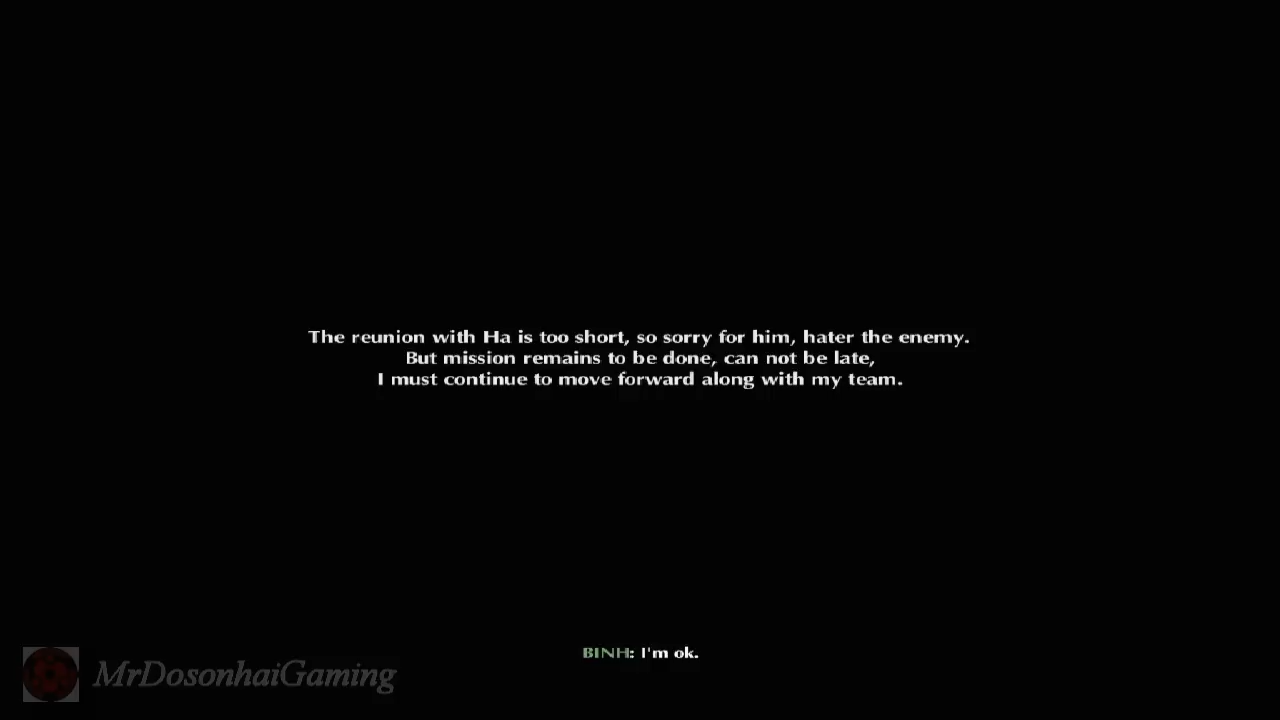 The reunion with Ha is too short, so sorry for him, hater the enemy.
But mission remains to be done, can not be late,
I must continue to move forward along with my team.
BINH: I'm ok.
MrDosonhaiGaming